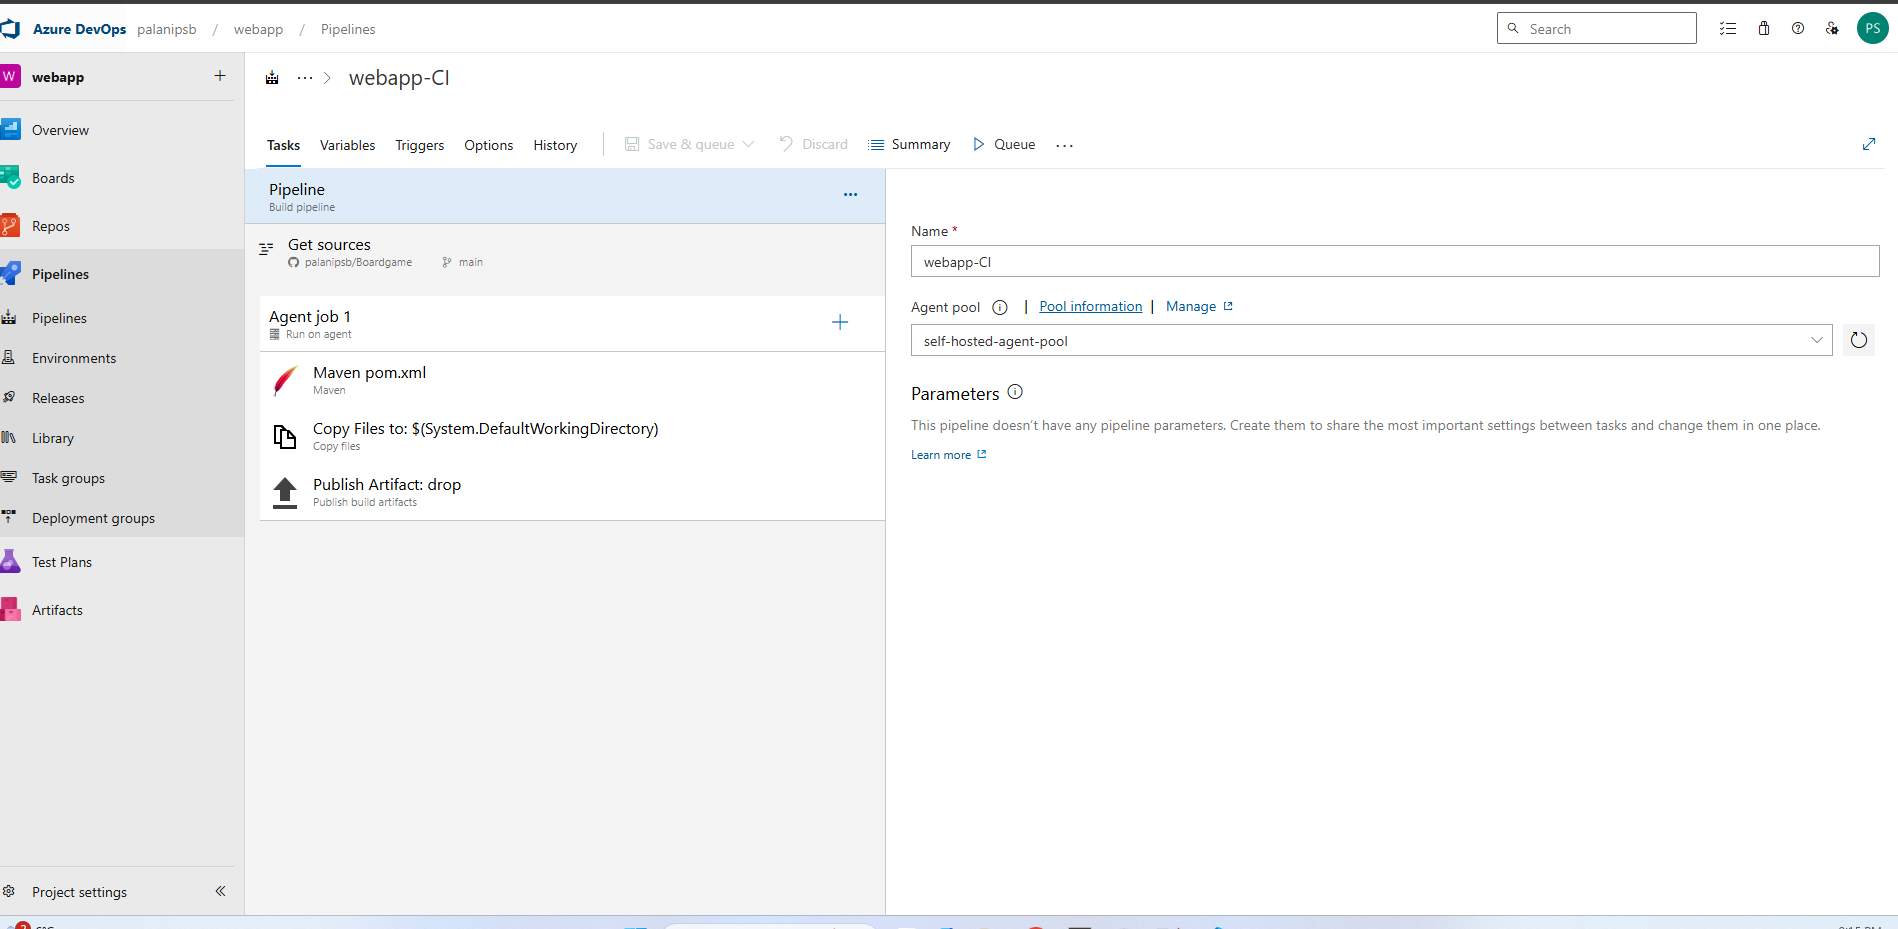 Azure DevOps palanipsb / webapp / Pipelines
Search
PS
W webapp
webapp-CI
Overview
Boards
Repos
Pipelines
Pipelines
Environments
Releases
Library
Task groups
Deployment groups
Test Plans
Artifacts
Project settings
Tasks Variables Triggers Options History Save & queue Discard Summary Queue
Pipeline
Build pipeline
Get sources
palanipsb/Boardgame main
Agent job 1
Run on agent
Maven pom.xml
Maven
Copy Files to: $(System.DefaultWorkingDirectory)
Copy files
Publish Artifact: drop
Publish build artifacts
Name *
webapp-CI
Agent pool | Pool information | Manage
self-hosted-agent-pool
Parameters
This pipeline doesn't have any pipeline parameters. Create them to share the most important settings between tasks and change them in one place.
Learn more